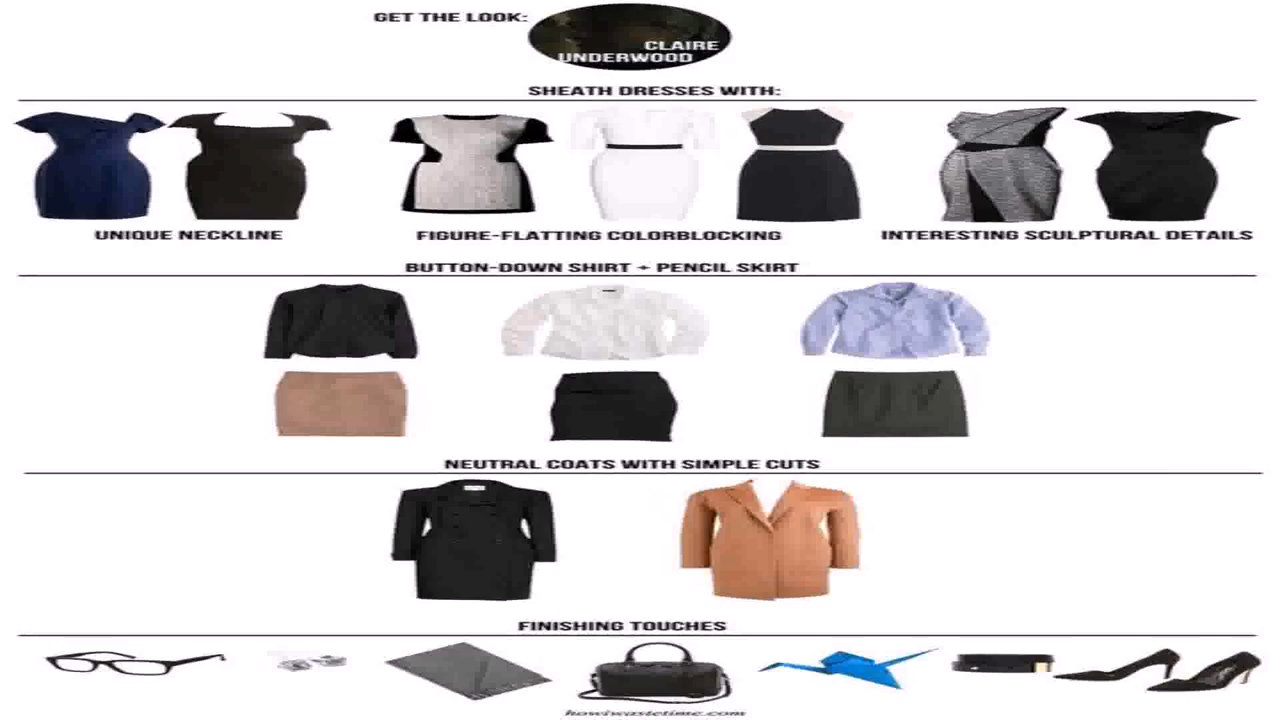 GET THE LOOK:
CLAIRE
UNDERWOOD
SHEATH DRESSES WITH:
UNIQUE NECKLINE
FIGURE-FLATTING COLORBLOCKING
INTERESTING SCULPTURAL DETAILS
BUTTON-DOWN SHIRT + PENCIL SKIRT
NEUTRAL COATS WITH SIMPLE CUTS
FINISHING TOUCHES
howiwastetime.com